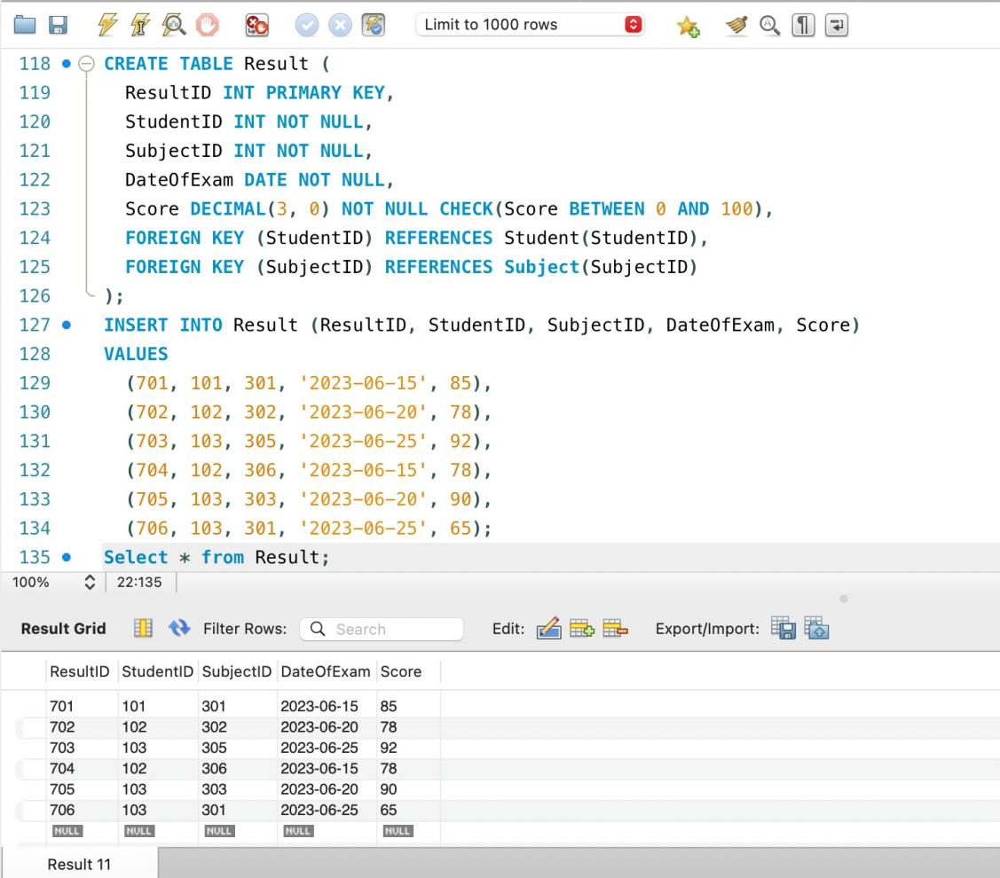 Limit to 1000 rows
118 CREATE TABLE Result (
119 ResultID INT PRIMARY KEY,
120 StudentID INT NOT NULL,
121 SubjectID INT NOT NULL,
122 DateOfExam DATE NOT NULL,
123 Score DECIMAL(3, 0) NOT NULL CHECK(Score BETWEEN 0 AND 100),
124 FOREIGN KEY (StudentID) REFERENCES Student(StudentID),
125 FOREIGN KEY (SubjectID) REFERENCES Subject(SubjectID)
126 );
127 INSERT INTO Result (ResultID, StudentID, SubjectID, DateOfExam, Score)
128 VALUES
129 (701, 101, 301, '2023-06-15', 85),
130 (702, 102, 302, '2023-06-20', 78),
131 (703, 103, 305, '2023-06-25', 92),
132 (704, 102, 306, '2023-06-15', 78),
133 (705, 103, 303, '2023-06-20', 90),
134 (706, 103, 301, '2023-06-25', 65);
135 Select * from Result;
100% 22:135
Result Grid Filter Rows: Search Edit: Export/Import:
ResultID StudentID SubjectID DateOfExam Score
701 101 301 2023-06-15 85
702 102 302 2023-06-20 78
703 103 305 2023-06-25 92
704 102 306 2023-06-15 78
705 103 303 2023-06-20 90
706 103 301 2023-06-25 65
NULL NULL NULL NULL NULL
Result 11